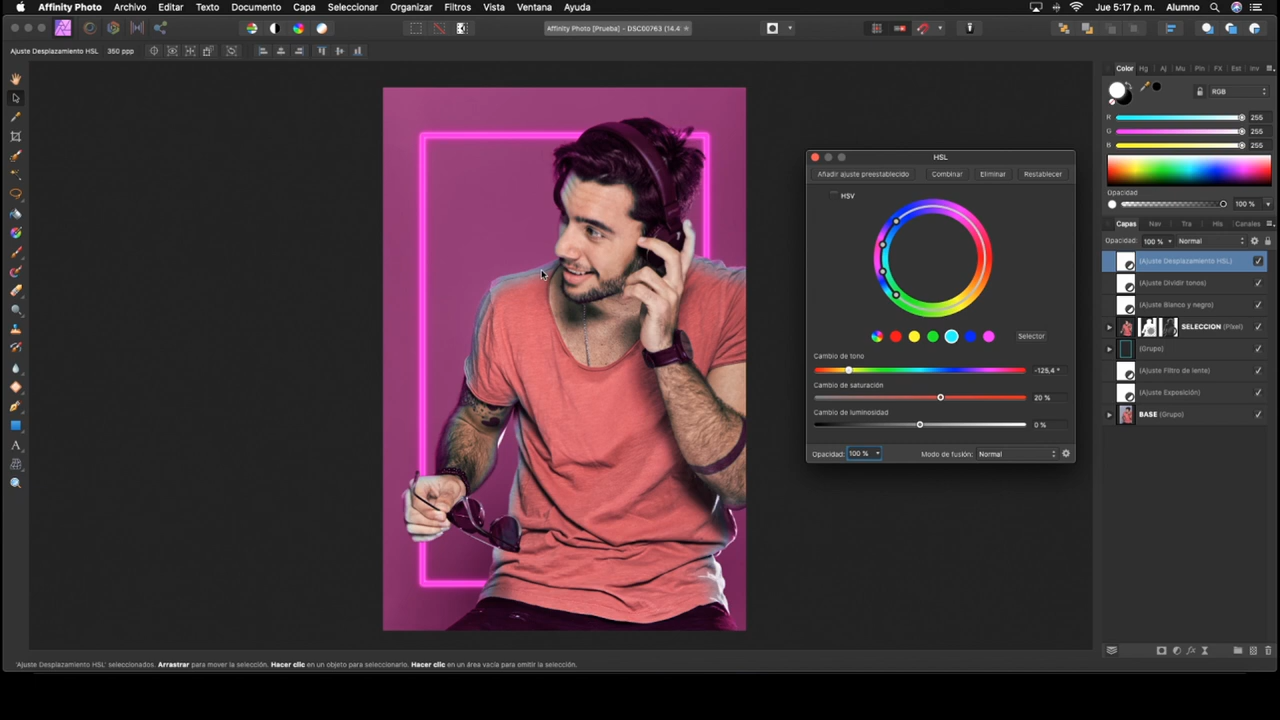 Affinity Photo Archivo Editar Texto Documento Capa Seleccionar Organizar Filtros Vista Ventana Ayuda Jue 5:17 p. m. Alumno
Affinity Photo [Prueba] - DSC00763 (14.4
Ajuste Desplazamiento HSL 350 ppp
Color Hg Aj Mu Pin FX Est Inv
RGB
R 255
G 255
B 255
Opacidad
100 %
Capas Nav Tra His Canales
Opacidad: 100 % Normal
(Ajuste Desplazamiento HSL)
(Ajuste Dividir tonos)
(Ajuste Blanco y negro)
SELECCION (Píxel)
(Grupo)
(Ajuste Filtro de lente)
(Ajuste Exposición)
BASE (Grupo)
HSL
Añadir ajuste preestablecido Combinar Eliminar Restablecer
HSV
Selector
Cambio de tono
-125,4 °
Cambio de saturación
20 %
Cambio de luminosidad
0 %
Opacidad: 100 % Modo de fusión: Normal
'Ajuste Desplazamiento HSL' seleccionados. Arrastrar para mover la selección. Hacer clic en un objeto para seleccionarlo. Hacer clic en un área vacía para omitir la selección.